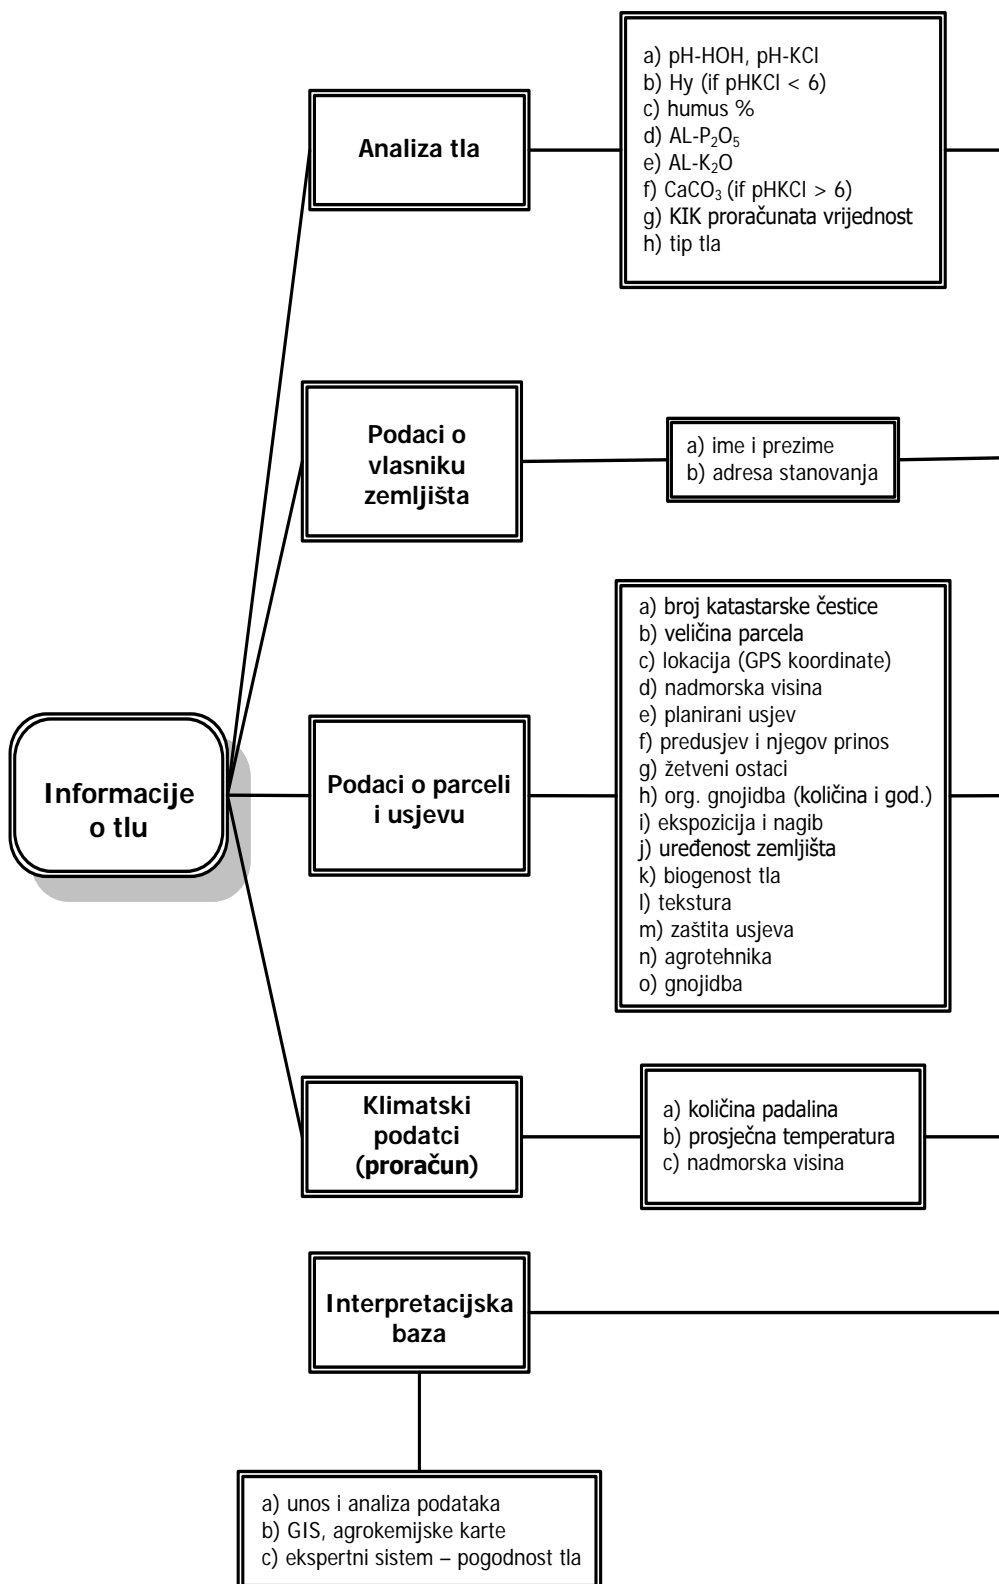 Analiza tla
a) pH-HOH, pH-KCl
b) Hy (if pHKCl < 6)
c) humus %
d) AL-P₂O₅
e) AL-K₂O
f) CaCO₃ (if pHKCl > 6)
g) KIK proračunata vrijednost
h) tip tla
Podaci o
vlasniku
zemljišta
a) ime i prezime
b) adresa stanovanja
Informacije
o tlu
Podaci o parceli
i usjevu
a) broj katastarske čestice
b) veličina parcela
c) lokacija (GPS koordinate)
d) nadmorska visina
e) planirani usjev
f) predusjev i njegov prinos
g) žetveni ostaci
h) org. gnojidba (količina i god.)
i) ekspozicija i nagib
j) uređenost zemljišta
k) biogenost tla
l) tekstura
m) zaštita usjeva
n) agrotehnika
o) gnojidba
Klimatski
podatci
(proračun)
a) količina padalina
b) prosječna temperatura
c) nadmorska visina
Interpretacijska
baza
a) unos i analiza podataka
b) GIS, agrokemijske karte
c) ekspertni sistem – pogodnost tla